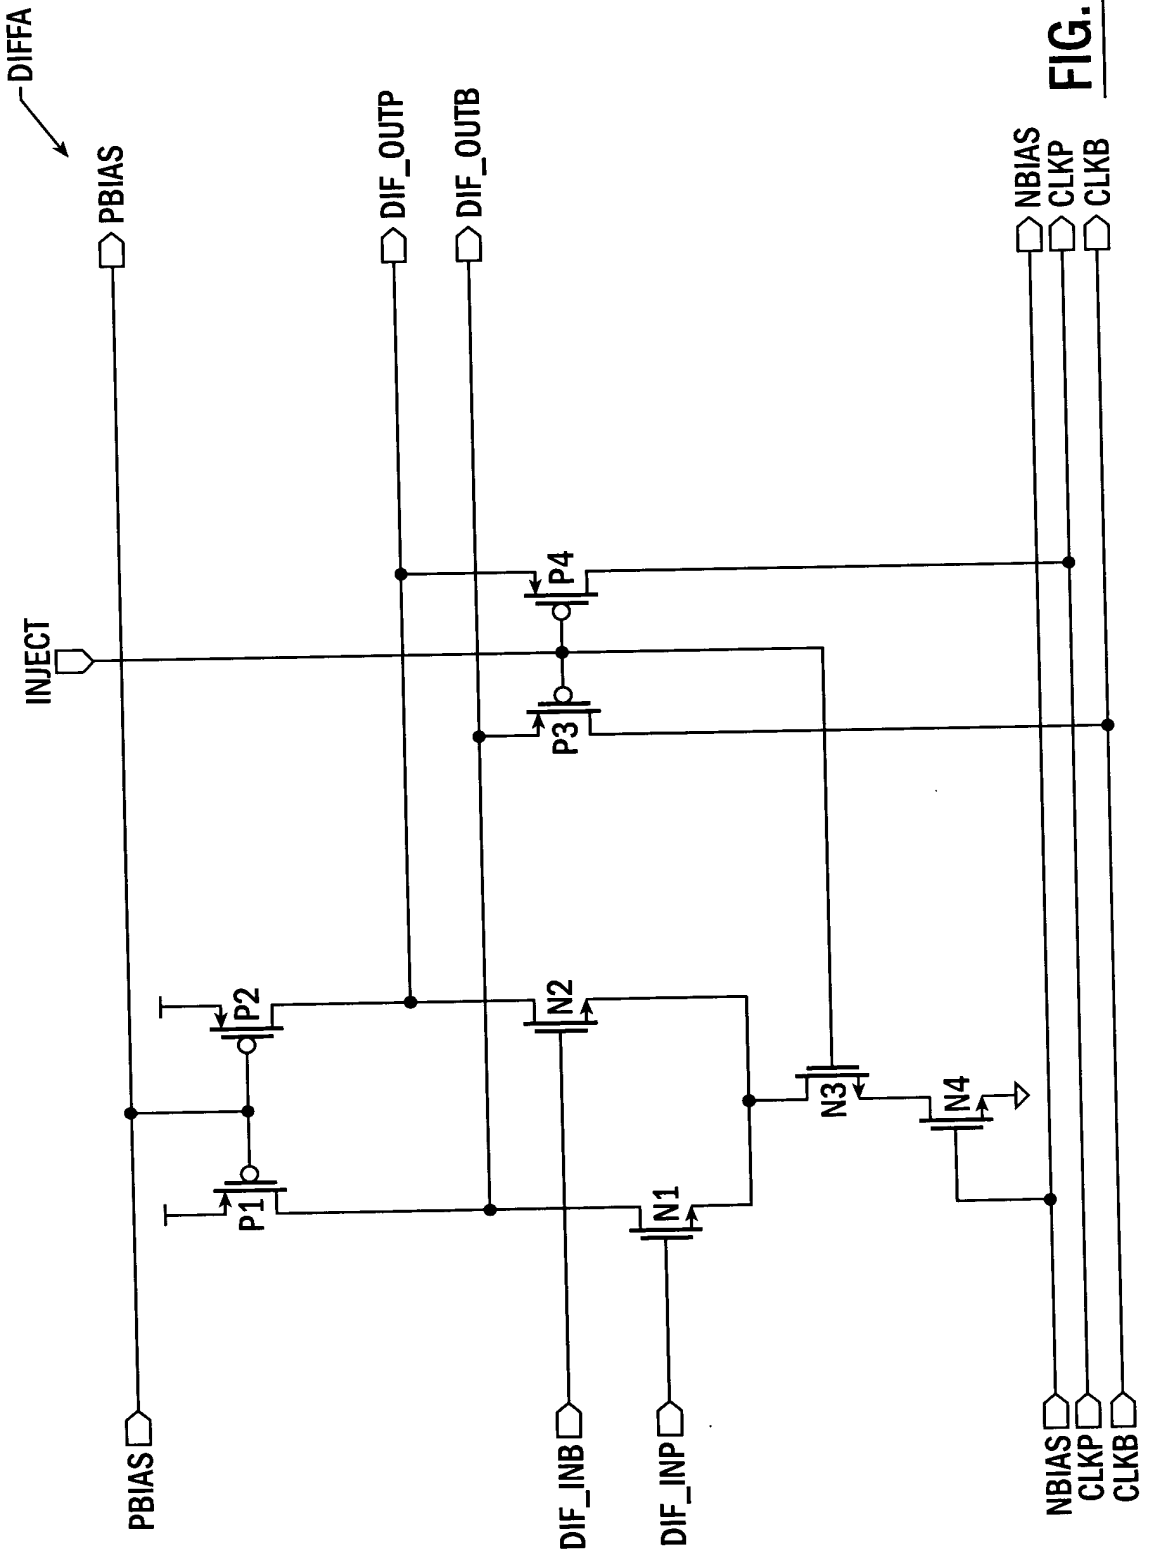 DIFFA
PBIAS
PBIAS
INJECT
DIF_OUTP
DIF_OUTB
P1
P2
P3
P4
DIF_INB
DIF_INP
N1
N2
N3
N4
NBIAS
CLKP
CLKB
NBIAS
CLKP
CLKB
FIG.